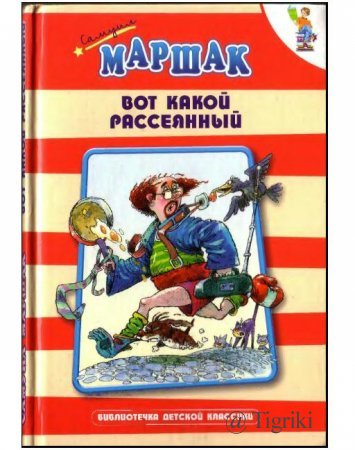 Самуил
МАРШАК
ВОТ КАКОЙ
РАССЕЯННЫЙ
БИБЛИОТЕЧКА ДЕТСКОЙ КЛАССИКИ
@ Tigriki